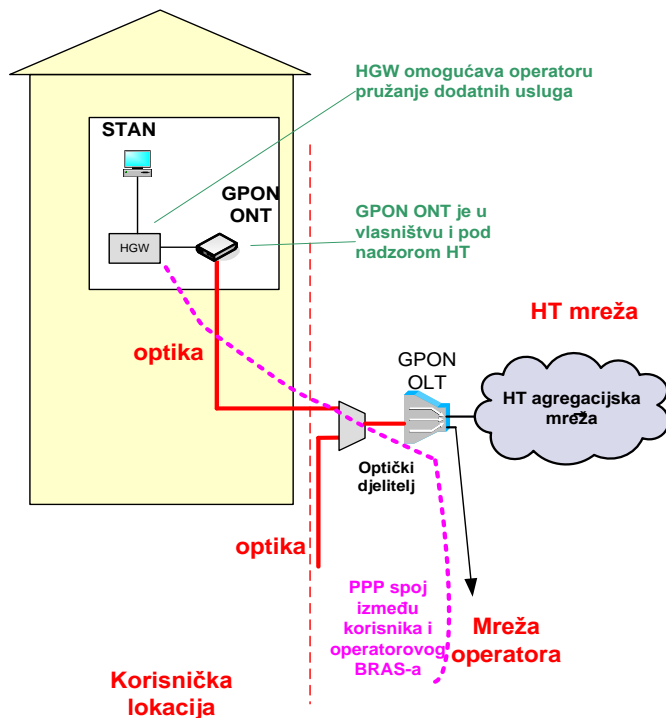 HGW omogućava operatoru
pružanje dodatnih usluga
STAN
GPON
ONT
HGW
GPON ONT je u
vlasništvu i pod
nadzorom HT
HT mreža
optika
GPON
OLT
HT agregacijska
mreža
Optički
djelitelj
optika
PPP spoj
između
korisnika i
operatorovog
BRAS-a
Mreža
operatora
Korisnička
lokacija